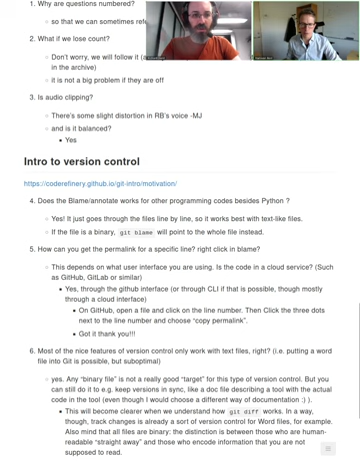 1. Why are questions numbered?
so that we can sometimes refe
2. What if we lose count?
Don't worry, we will follow it (a
in the archive)
it is not a big problem if they are off
3. Is audio clipping?
There's some slight distortion in RB's voice -MJ
and is it balanced?
Yes
Intro to version control
https://coderefinery.github.io/git-intro/motivation/
4. Does the Blame/annotate works for other programming codes besides Python ?
Yes! It just goes through the files line by line, so it works best with text-like files.
If the file is a binary, git blame will point to the whole file instead.
5. How can you get the permalink for a specific line? right click in blame?
This depends on what user interface you are using. Is the code in a cloud service? (Such
as GitHub, GitLab or similar)
Yes, through the github interface (or through CLI if that is possible, though mostly
through a cloud interface)
On GitHub, open a file and click on the line number. Then Click the three dots
next to the line number and choose "copy permalink".
Got it thank you!!!
6. Most of the nice features of version control only work with text files, right? (i.e. putting a word
file into Git is possible, but suboptimal)
yes. Any "binary file" is not a really good "target" for this type of version control. But you
can still do it to e.g. keep versions in sync, like a doc file describing a tool with the actual
code in the tool (even though I would choose a different way of documentation :) ).
This will become clearer when we understand how git diff works. In a way,
though, track changes is already a sort of version control for Word files, for example.
Also mind that all files are binary: the distinction is between those who are human-
readable "straight away" and those who encode information that you are not
supposed to read.